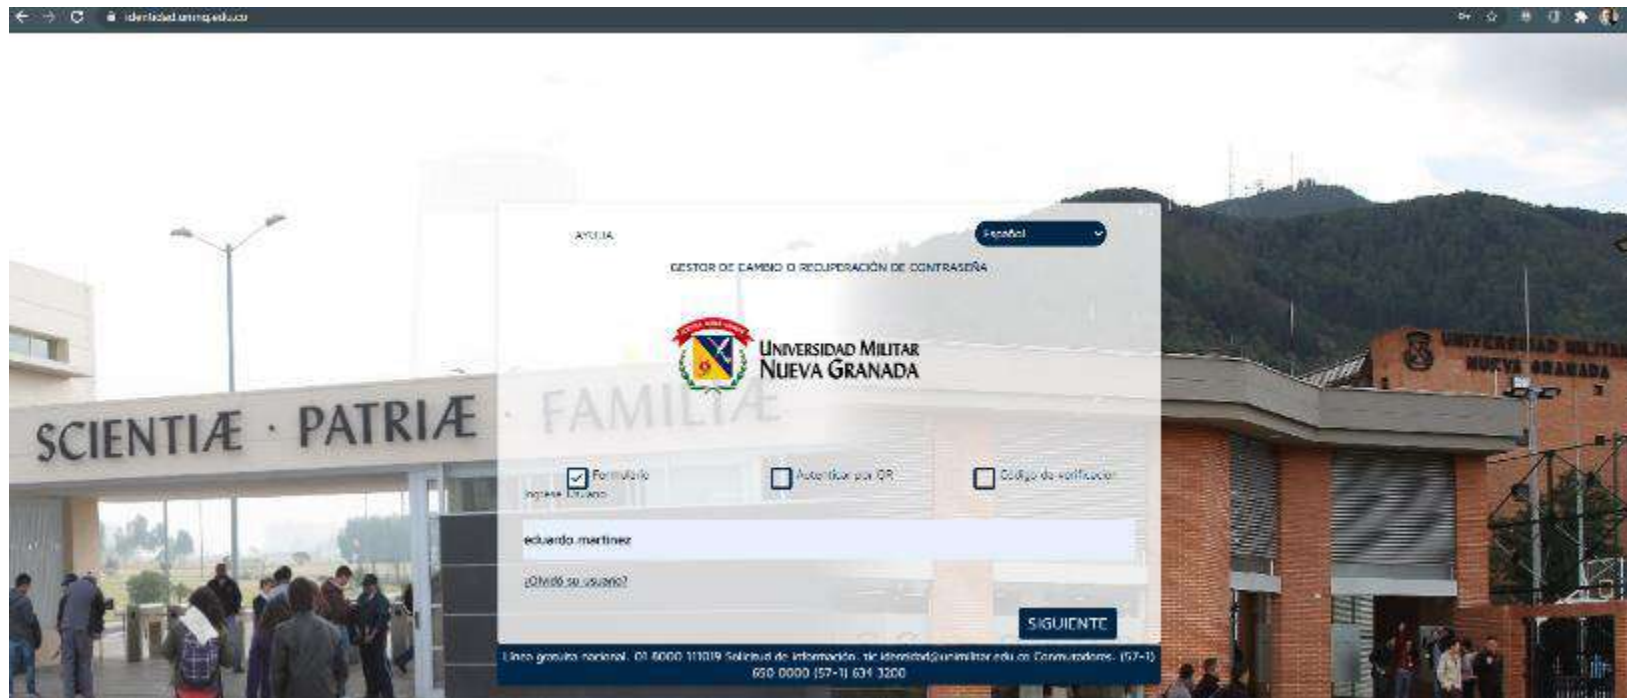 identidad.umng.edu.co
AYUDA
Español
GESTOR DE CAMBIO O RECUPERACIÓN DE CONTRASEÑA
UNIVERSIDAD MILITAR
NUEVA GRANADA
UNIVERSIDAD MILITAR
NUEVA GRANADA
SCIENTIÆ · PATRIÆ · FAMILIÆ
Formulario
Autenticar por QR
Código de verificación
Ingrese Usuario
eduardo.martinez
¿Olvidó su usuario?
SIGUIENTE
Línea gratuita nacional. 01 8000 111019 Solicitud de información. tic.identidad@unimilitar.edu.co Conmutadores. (57-1)
650 0000 (57-1) 634 3200